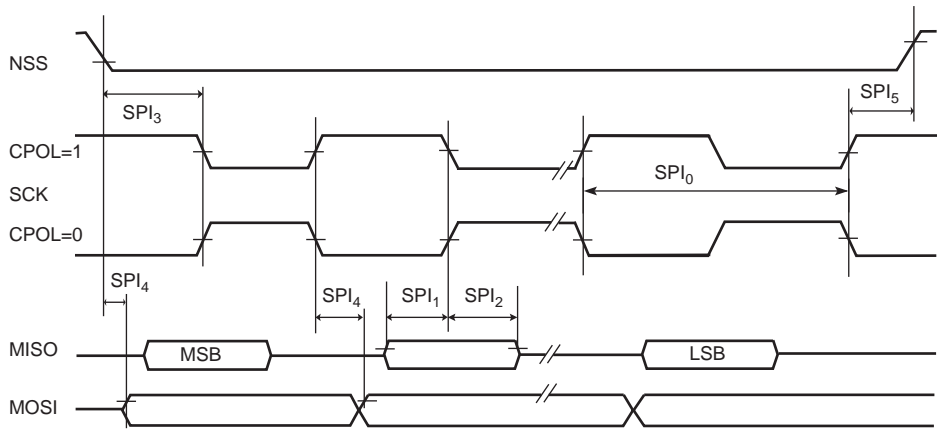 NSS
SPI3
SPI5
CPOL=1
SCK
SPI0
CPOL=0
SPI4
SPI4
SPI1
SPI2
MISO
MSB
LSB
MOSI